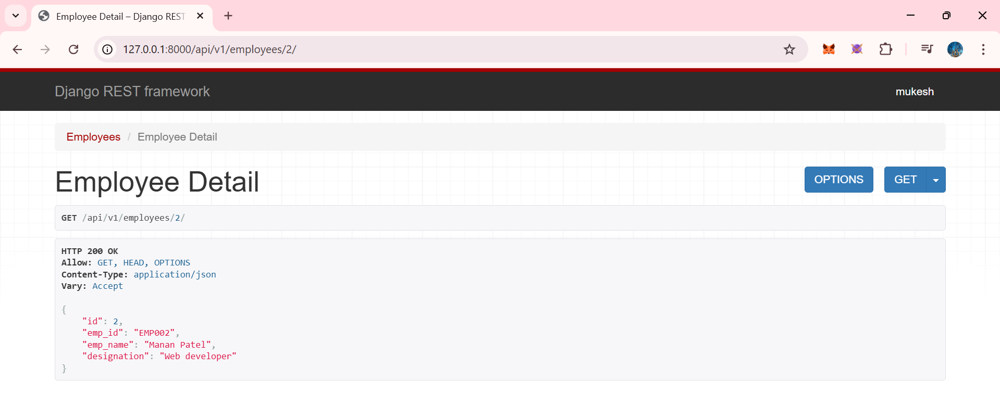 Employee Detail – Django REST
127.0.0.1:8000/api/v1/employees/2/
Django REST framework
mukesh
Employees / Employee Detail
Employee Detail
OPTIONS
GET
GET /api/v1/employees/2/
HTTP 200 OK
Allow: GET, HEAD, OPTIONS
Content-Type: application/json
Vary: Accept
{
    "id": 2,
    "emp_id": "EMP002",
    "emp_name": "Manan Patel",
    "designation": "Web developer"
}